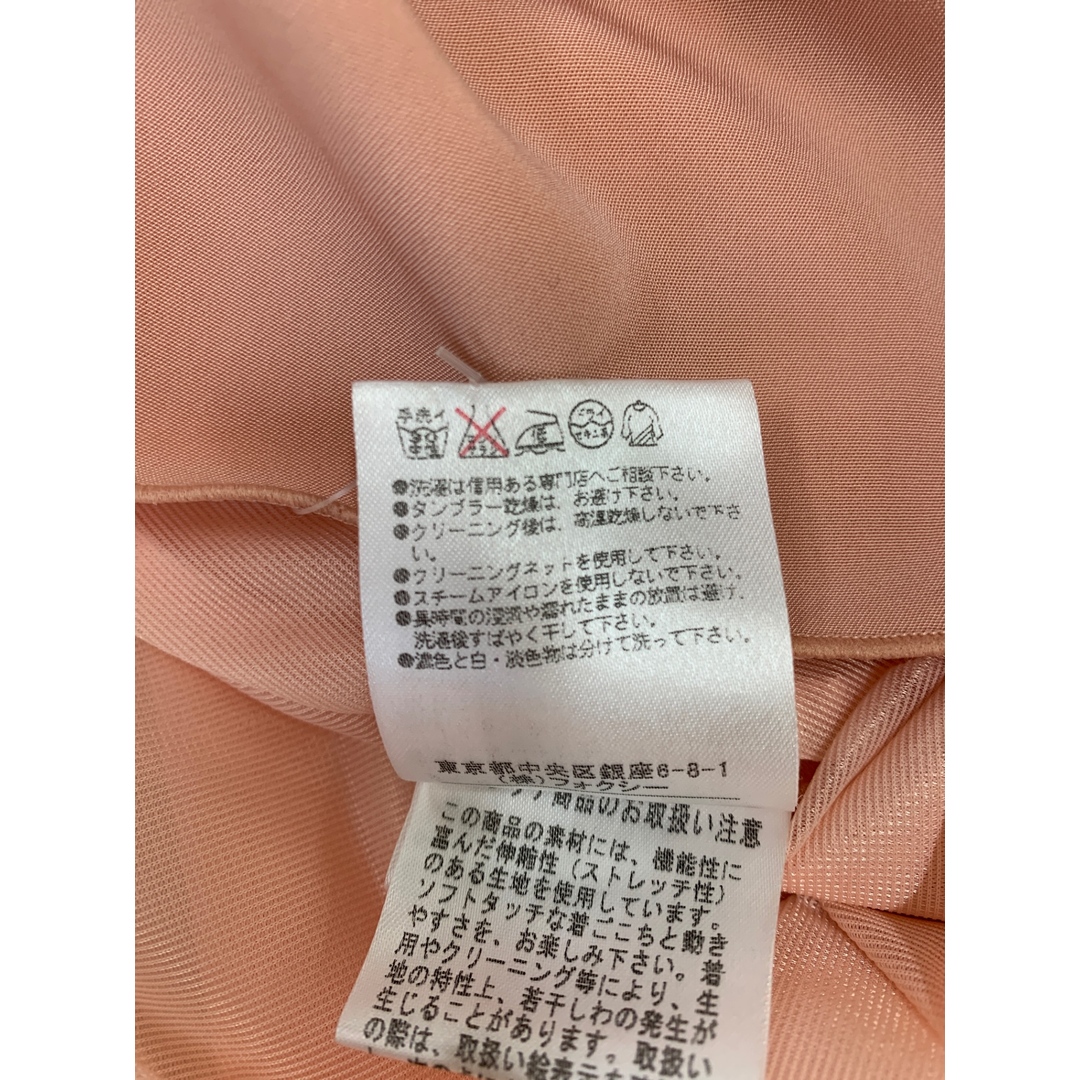 手洗イ
エンソ
サラシ
低
ドライ
セキユ系
●洗濯は信用ある専門店へご相談下さい。
●タンブラー乾燥は、お避け下さい。
●クリーニング後は、高温乾燥しないで下さ
い。
●クリーニングネットを使用して下さい。
●スチームアイロンを使用しないで下さい。
●長時間の浸漬や濡れたままの放置は避け、
洗濯後すばやく干して下さい。
●濃色と白・淡色物は分けて洗って下さい。
東京都中央区銀座6-8-1
(株)フォクシー
商品のお取扱い注意
この商品の素材には、機能性に
富んだ伸縮性(ストレッチ性)
のある生地を使用しています。
ソフトタッチな着ごこちと動き
やすさを、お楽しみ下さい。着
用やクリーニング等により、生
地の特性上、若干しわの発生が
生じることがあります。取扱い
の際は、取扱い絵表示